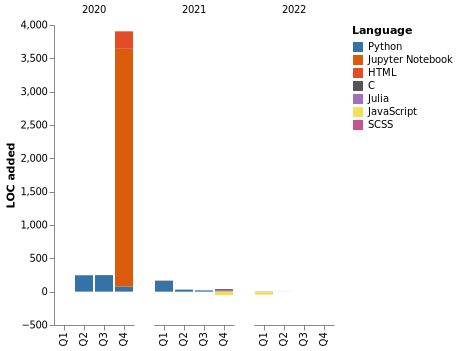 2020 2021 2022
Language
Python
Jupyter Notebook
HTML
C
Julia
JavaScript
SCSS
LOC added
4,000
3,500
3,000
2,500
2,000
1,500
1,000
500
0
−500
Q1 Q2 Q3 Q4 Q1 Q2 Q3 Q4 Q1 Q2 Q3 Q4